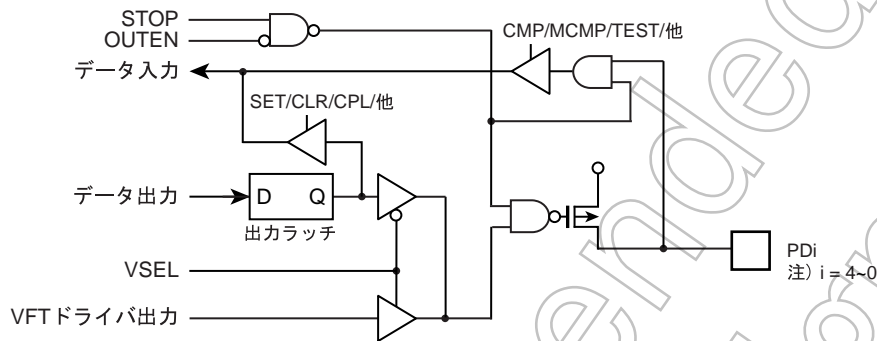 STOP
OUTEN
CMP/MCMP/TEST/他
データ入力
SET/CLR/CPL/他
データ出力
D Q
出力ラッチ
PDi
注) i = 4~0
VSEL
VFTドライバ出力